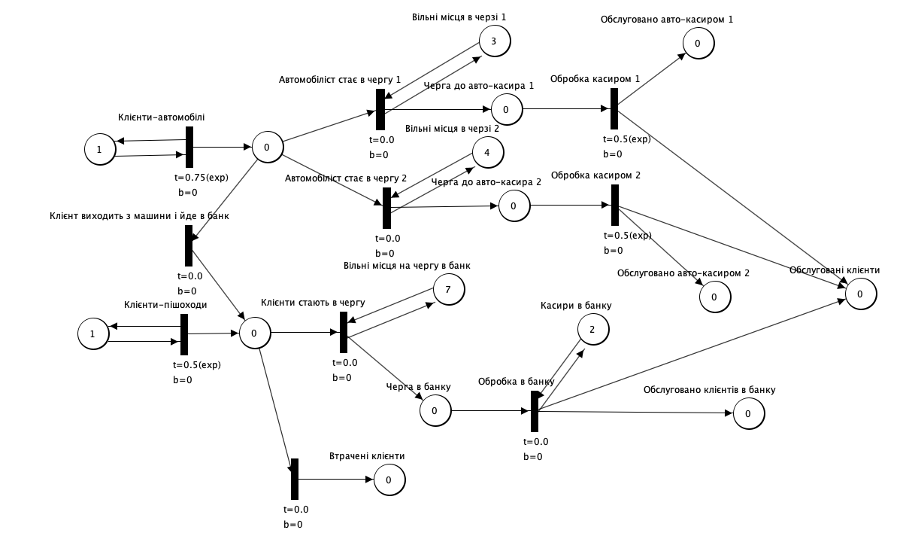 Вільні місця в черзі 1
3
Обслуговано авто-касиром 1
0
Автомобіліст стає в чергу 1
t=0.0
b=0
Черга до авто-касира 1
0
Обробка касиром 1
t=0.5(exp)
b=0
Клієнти-автомобілі
1
t=0.75(exp)
b=0
0
Вільні місця в черзі 2
4
Автомобіліст стає в чергу 2
t=0.0
b=0
Черга до авто-касира 2
0
Обробка касиром 2
t=0.5(exp)
b=0
Клієнт виходить з машини і йде в банк
t=0.0
b=0
Вільні місця на чергу в банк
7
Обслуговано авто-касиром 2
0
Обслуговані клієнти
0
Клієнти-пішоходи
1
t=0.5(exp)
b=0
0
Клієнти стають в чергу
t=0.0
b=0
Касири в банку
2
Черга в банку
0
Обробка в банку
t=0.0
b=0
Обслуговано клієнтів в банку
0
Втрачені клієнти
0
t=0.0
b=0